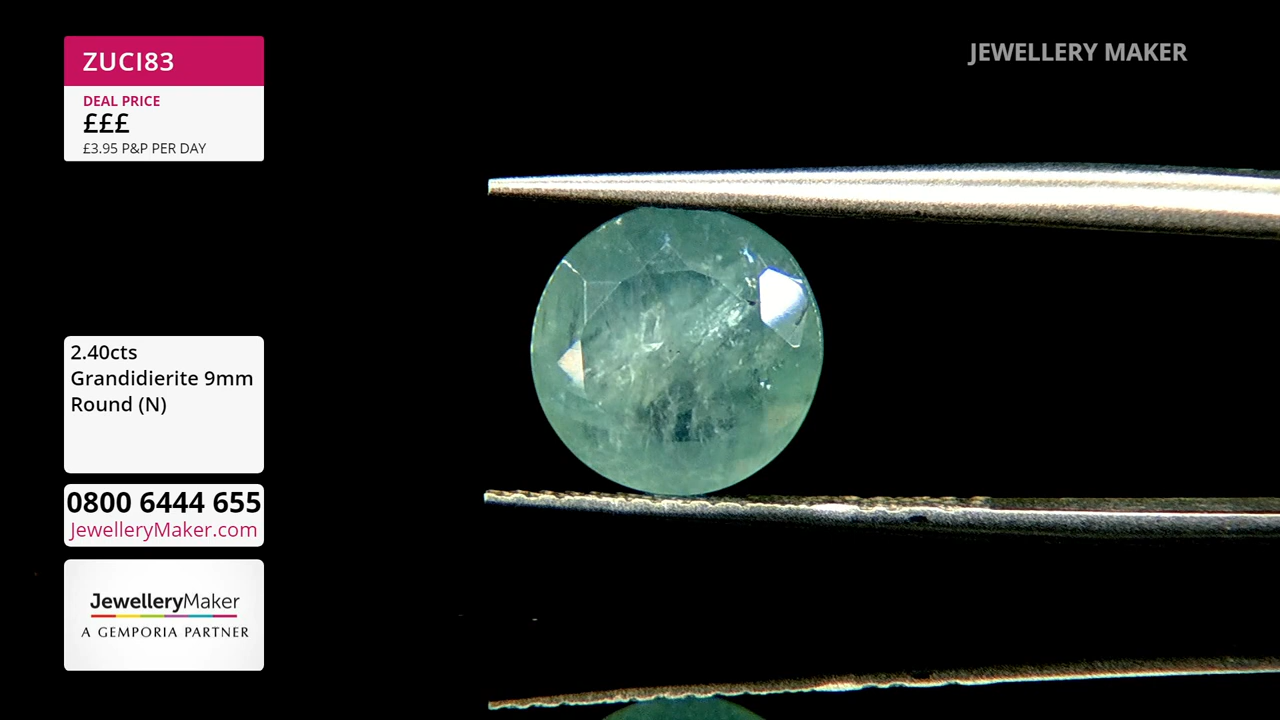 ZUCI83
DEAL PRICE
£££
£3.95 P&P PER DAY
JEWELLERY MAKER
2.40cts
Grandidierite 9mm
Round (N)
0800 6444 655
JewelleryMaker.com
JewelleryMaker
A GEMPORIA PARTNER